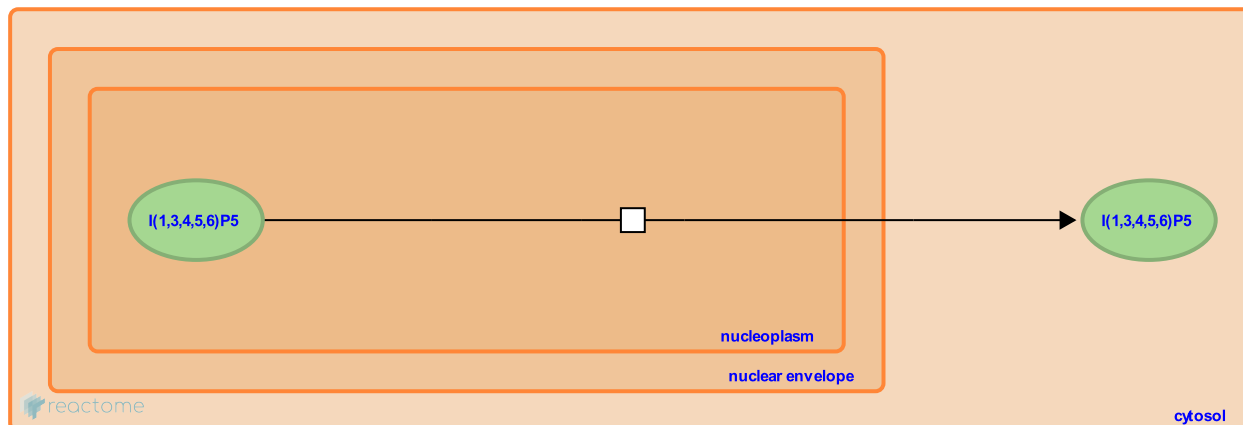 I(1,3,4,5,6)P5
I(1,3,4,5,6)P5
nucleoplasm
nuclear envelope
reactome
cytosol